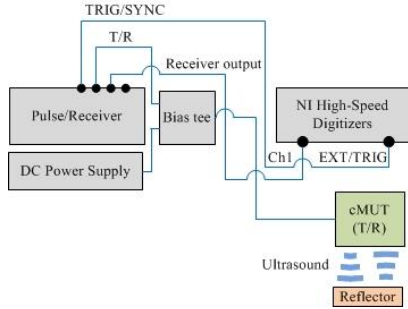 TRIG/SYNC
T/R
Receiver output
Pulse/Receiver
Bias tee
NI High-Speed
Digitizers
DC Power Supply
Ch1
EXT/TRIG
cMUT
(T/R)
Ultrasound
Reflector